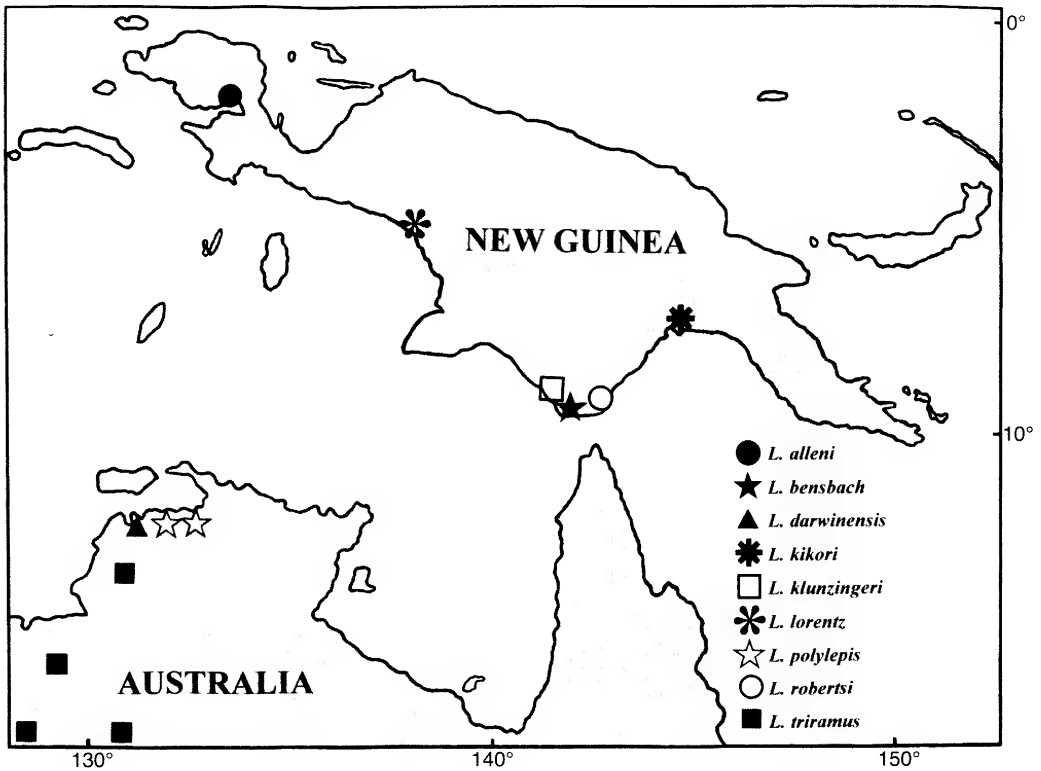 0°
NEW GUINEA
10°
L. alleni
L. bensbach
L. darwinensis
L. kikori
L. klunzingeri
L. lorentz
L. polylepis
L. robertsi
L. triramus
AUSTRALIA
130°
140°
150°